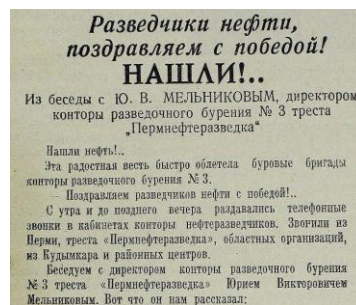 Разведчики нефти,
поздравляем с победой!
НАШЛИ!..
Из беседы с Ю. В. МЕЛЬНИКОВЫМ, директором
конторы разведочного бурения № 3 треста
„Пермнефтеразведка“
Нашли нефть!..
Эта радостная весть быстро облетела буровые бригады
конторы разведочного бурения № 3.
— Поздравляем разведчиков нефти с победой!..
С утра и до позднего вечера раздавались телефонные
звонки в кабинетах конторы нефтеразведчиков. Звонили из
Перми, треста «Пермнефтеразведка», областных организаций,
из Кудымкара и районных центров.
Беседуем с директором конторы разведочного бурения
№ 3 треста «Пермнефтеразведка» Юрием Викторовичем
Мельниковым. Вот что он нам рассказал: